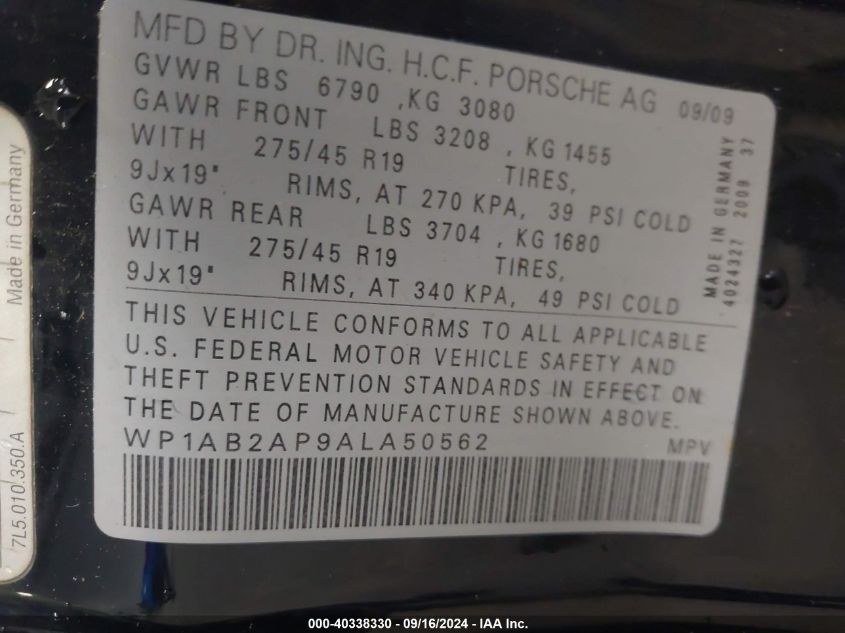 MFD BY DR. ING. H.C.F. PORSCHE AG 09/09
GVWR LBS 6790 ,KG 3080
GAWR FRONT LBS 3208 , KG 1455
WITH 275/45 R19 TIRES,
9Jx19" RIMS, AT 270 KPA, 39 PSI COLD
GAWR REAR LBS 3704 , KG 1680
WITH 275/45 R19 TIRES,
9Jx19" RIMS, AT 340 KPA, 49 PSI COLD
MADE IN GERMANY
4024327 2009 37
THIS VEHICLE CONFORMS TO ALL APPLICABLE
U.S. FEDERAL MOTOR VEHICLE SAFETY AND
THEFT PREVENTION STANDARDS IN EFFECT ON
THE DATE OF MANUFACTURE SHOWN ABOVE.
WP1AB2AP9ALA50562 MPV
Made in Germany
7L5.010.350.A
000-40338330 - 09/16/2024 - IAA Inc.